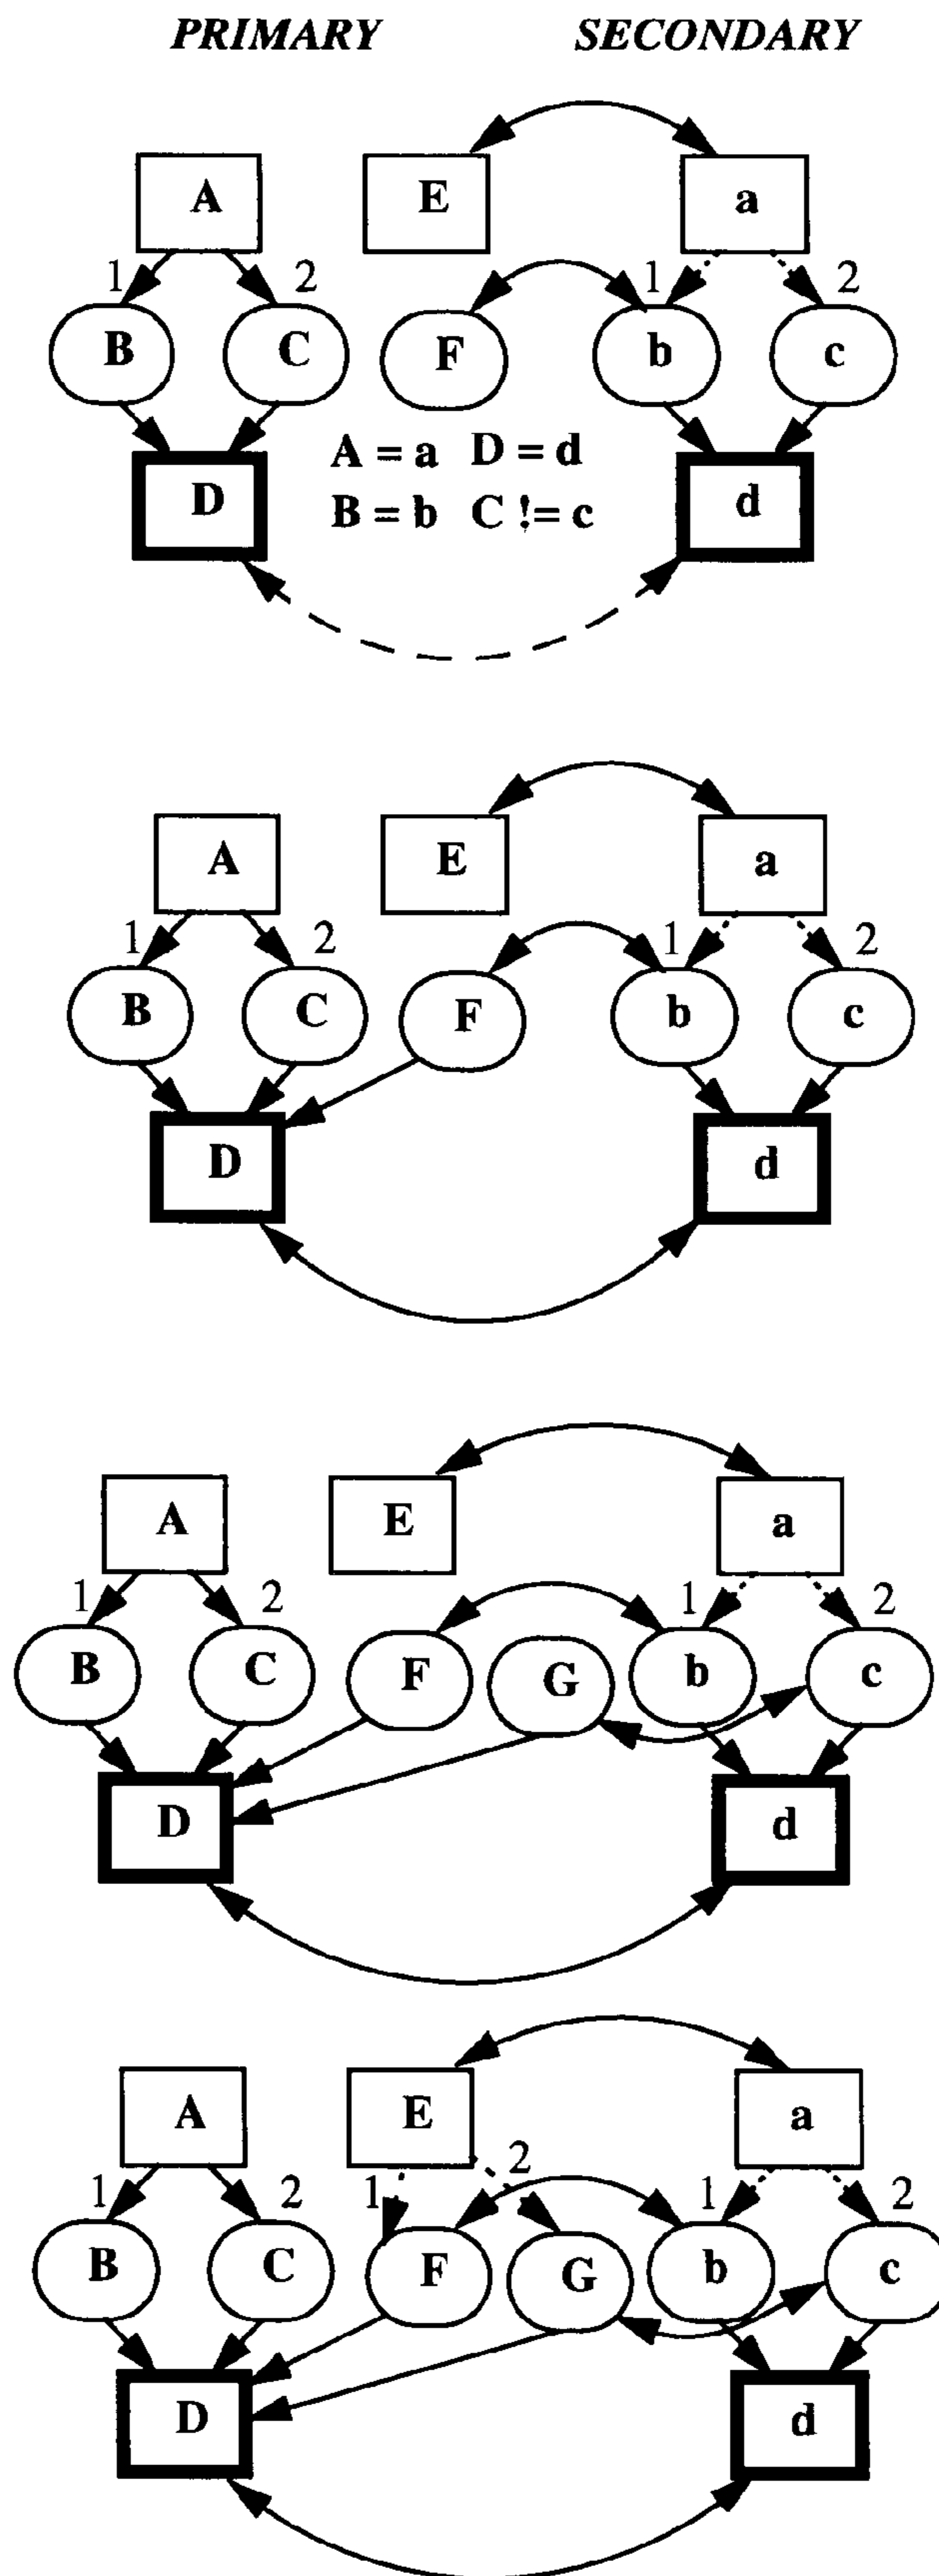 PRIMARY SECONDARY
A E a
1 2 1 2
B C F b c
A = a D = d
B = b C != c
D d
A E a
1 2 1 2
B C F b c
D d
A E a
1 2 1 2
B C F G b c
D d
A E a
1 2 1 2 1 2
B C F G b c
D d